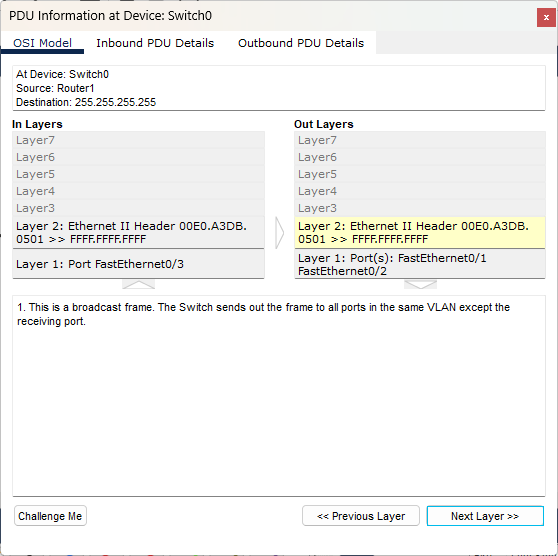 PDU Information at Device: Switch0
x
OSI Model
Inbound PDU Details
Outbound PDU Details
At Device: Switch0
Source: Router1
Destination: 255.255.255.255
In Layers
Layer7
Layer6
Layer5
Layer4
Layer3
Layer 2: Ethernet II Header 00E0.A3DB.
0501 >> FFFF.FFFF.FFFF
Layer 1: Port FastEthernet0/3
Out Layers
Layer7
Layer6
Layer5
Layer4
Layer3
Layer 2: Ethernet II Header 00E0.A3DB.
0501 >> FFFF.FFFF.FFFF
Layer 1: Port(s): FastEthernet0/1
FastEthernet0/2
1. This is a broadcast frame. The Switch sends out the frame to all ports in the same VLAN except the
receiving port.
Challenge Me
<< Previous Layer
Next Layer >>